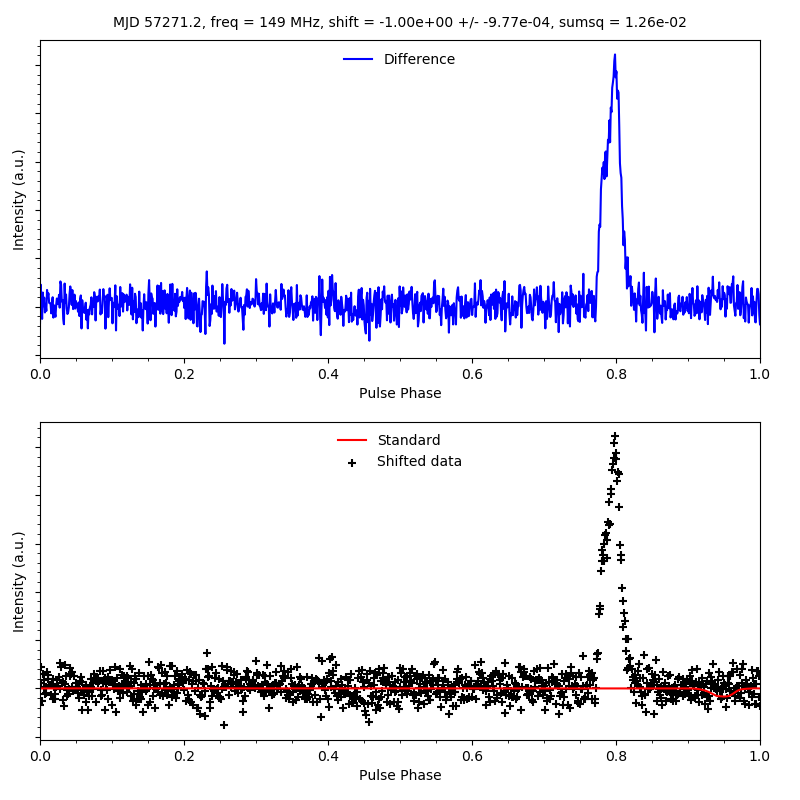 MJD 57271.2, freq = 149 MHz, shift = -1.00e+00 +/- -9.77e-04, sumsq = 1.26e-02
Difference
Intensity (a.u.)
0.0 0.2 0.4 0.6 0.8 1.0
Pulse Phase
Standard
Shifted data
Intensity (a.u.)
0.0 0.2 0.4 0.6 0.8 1.0
Pulse Phase